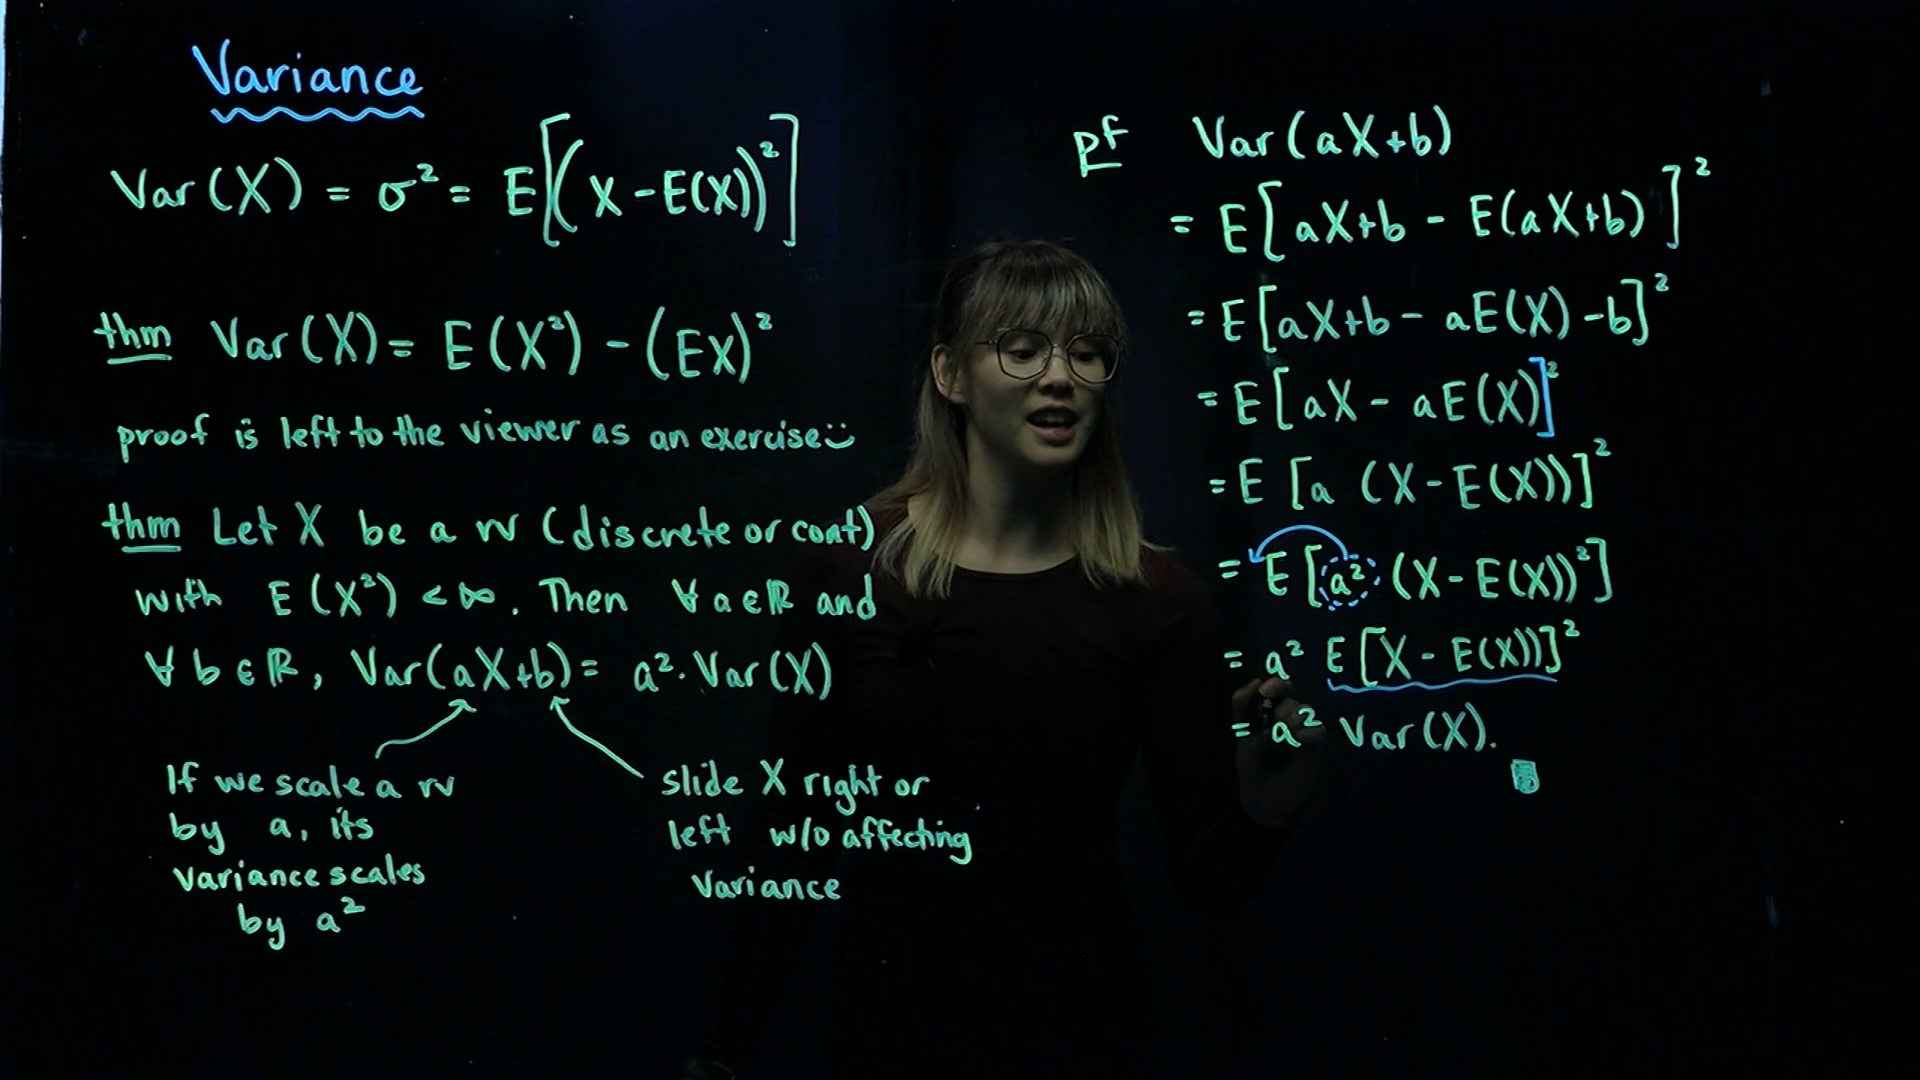 Variance
Var(X) = σ² = E[(X - E(X))²]
thm Var(X) = E(X²) - (EX)²
proof is left to the viewer as an exercise :)
thm Let X be a rv (discrete or cont)
with E(X²) < ∞. Then ∀ a ∈ ℝ and
∀ b ∈ ℝ, Var(aX+b) = a²·Var(X)
If we scale a rv
by a, its
variance scales
by a²
slide X right or
left w/o affecting
variance
pf Var(aX+b)
= E[aX+b - E(aX+b)]²
= E[aX+b - aE(X) - b]²
= E[aX - aE(X)]²
= E[a (X - E(X))]²
= E[a² (X - E(X))²]
= a² E[X - E(X))]²
= a² Var(X).